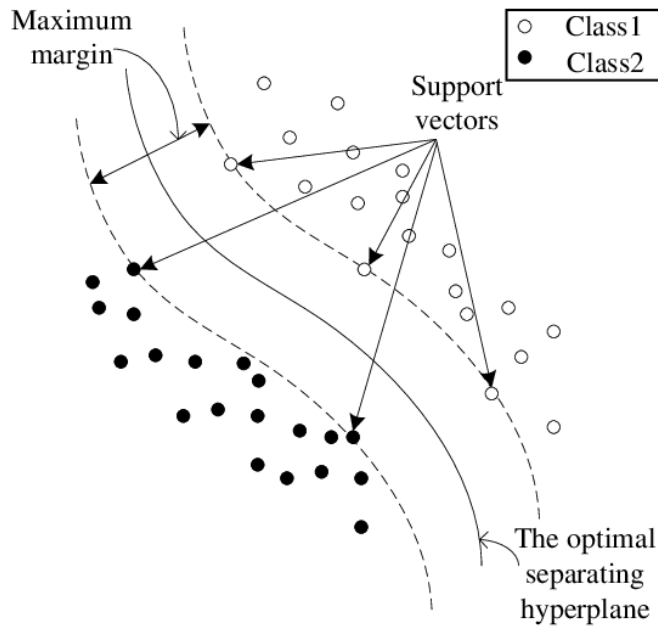 Maximum
margin
Class1
Class2
Support
vectors
The optimal
separating
hyperplane